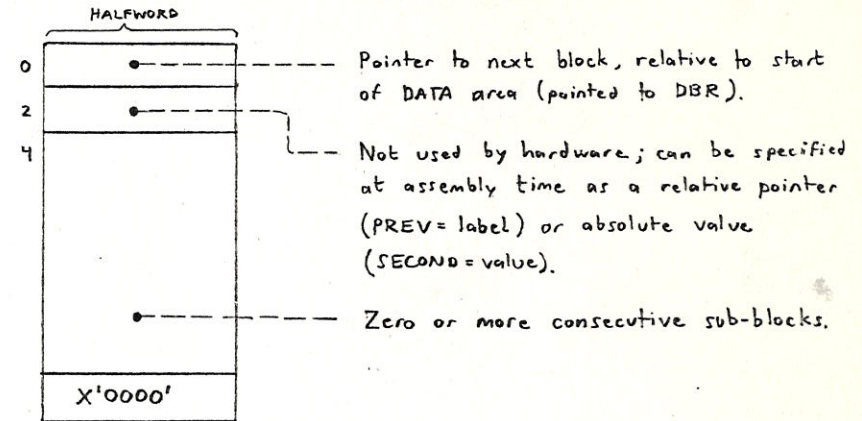 HALFWORD
0
Pointer to next block, relative to start
of DATA area (pointed to DBR).
2
4
Not used by hardware; can be specified
at assembly time as a relative pointer
(PREV = label) or absolute value
(SECOND = value).
Zero or more consecutive sub-blocks.
X'0000'